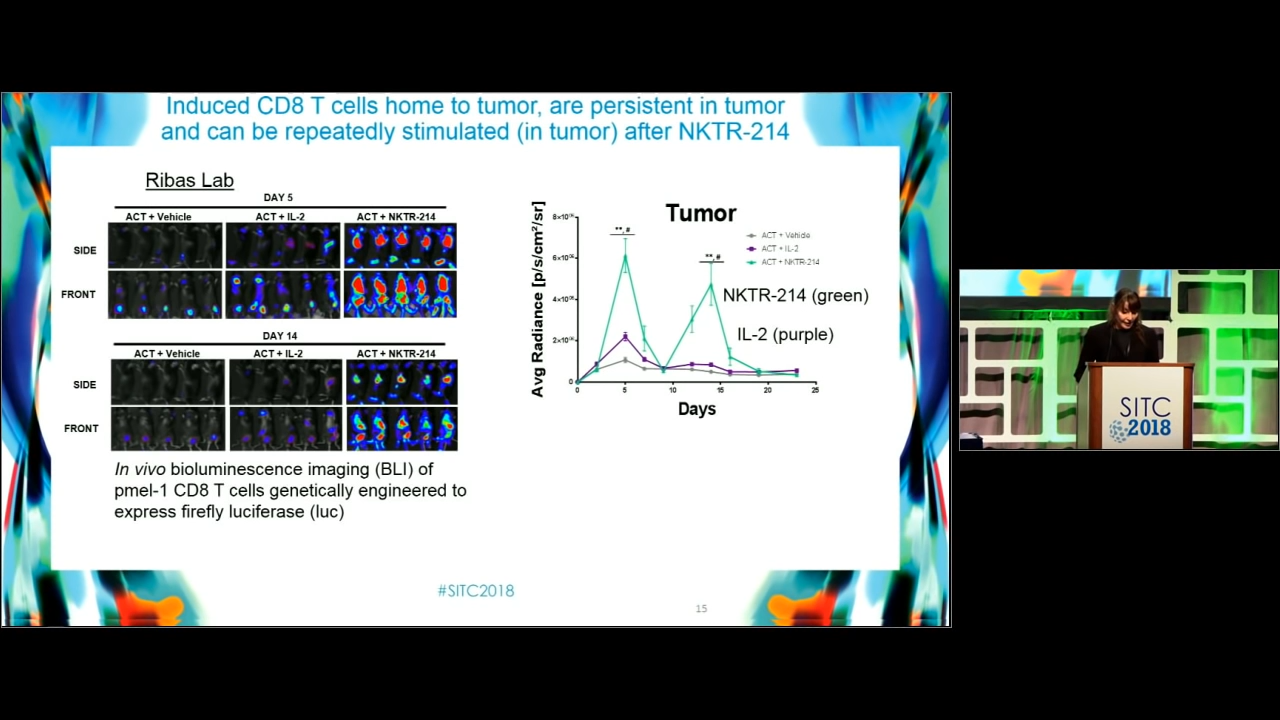 Induced CD8 T cells home to tumor, are persistent in tumor
and can be repeatedly stimulated (in tumor) after NKTR-214
Ribas Lab
DAY 5
ACT + Vehicle ACT + IL-2 ACT + NKTR-214
SIDE
FRONT
DAY 14
ACT + Vehicle ACT + IL-2 ACT + NKTR-214
SIDE
FRONT
In vivo bioluminescence imaging (BLI) of
pmel-1 CD8 T cells genetically engineered to
express firefly luciferase (luc)
Tumor
Avg Radiance [p/s/cm²/sr]
**, #
**, #
ACT + Vehicle
ACT + IL-2
ACT + NKTR-214
NKTR-214 (green)
IL-2 (purple)
0 5 10 15 20 25
Days
#SITC2018
15
SITC
2018